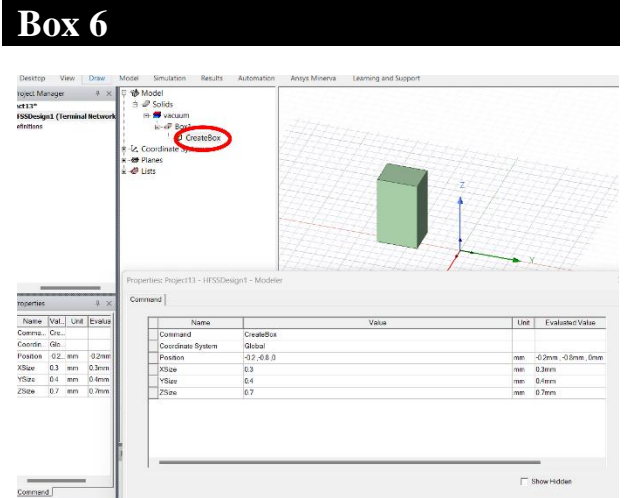 Box 6
Desktop View Draw Model Simulation Results Automation Ansys Minerva Learning and Support
roject Manager
Model
ct13*
Solids
FSSDesign1 (Terminal Network
vacuum
efinitions
Box1
CreateBox
Coordinate Systems
Planes
Lists
Z
Y
Properties: Project13 - HFSSDesign1 - Modeler
roperties
Command
Name Val... Unit Evalua
Comma... Cre...
Coordin... Glo...
Position -0.2... mm -0.2mm
XSize 0.3 mm 0.3mm
YSize 0.4 mm 0.4mm
ZSize 0.7 mm 0.7mm
Name Value Unit Evaluated Value
Command CreateBox
Coordinate System Global
Position -0.2 ,-0.8 ,0 mm -0.2mm , -0.8mm , 0mm
XSize 0.3 mm 0.3mm
YSize 0.4 mm 0.4mm
ZSize 0.7 mm 0.7mm
Show Hidden
Command